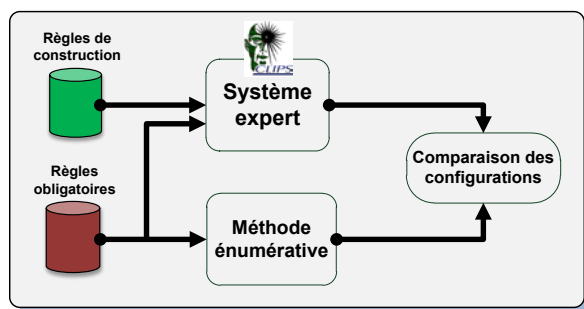 Règles de
construction
CLIPS
Système
expert
Règles
obligatoires
Méthode
énumérative
Comparaison des
configurations